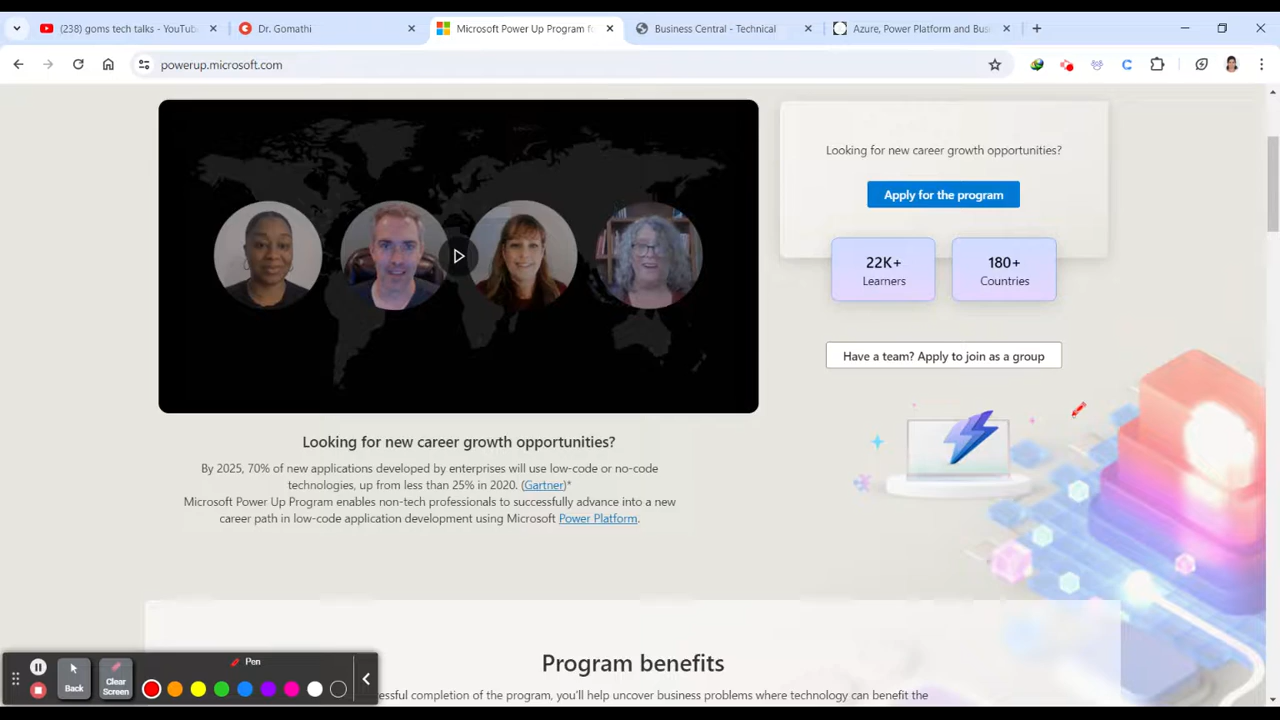 (238) goms tech talks - YouTube
Dr. Gomathi
Microsoft Power Up Program fo
Business Central - Technical
Azure, Power Platform and Busi
powerup.microsoft.com
Looking for new career growth opportunities?
Apply for the program
22K+
Learners
180+
Countries
Have a team? Apply to join as a group
Looking for new career growth opportunities?
By 2025, 70% of new applications developed by enterprises will use low-code or no-code
technologies, up from less than 25% in 2020. (Gartner)*
Microsoft Power Up Program enables non-tech professionals to successfully advance into a new
career path in low-code application development using Microsoft Power Platform.
Program benefits
cessful completion of the program, you'll help uncover business problems where technology can benefit the
Pen
Back
Clear
Screen